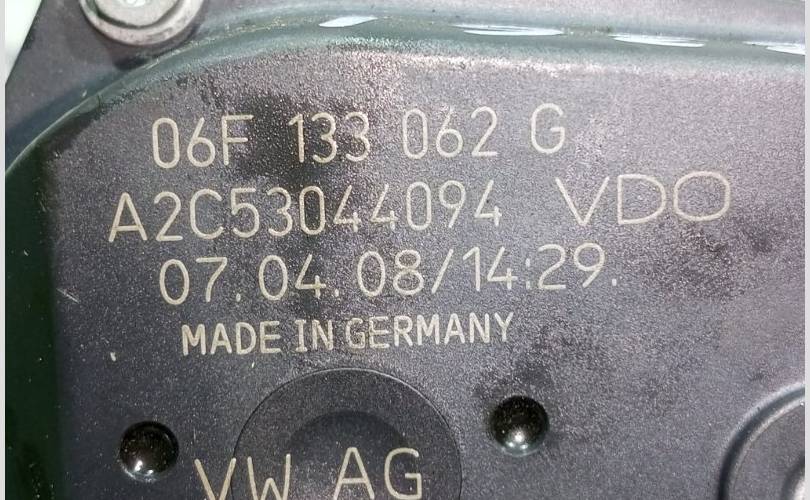 06F 133 062 G
A2C53044094 VDO
07.04.08/14:29.
MADE IN GERMANY
VW AG